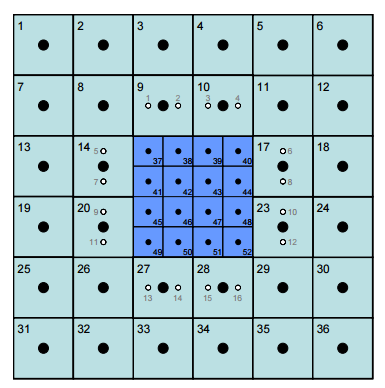 1 2 3 4 5 6
7 8 9 10 11 12
1 2 3 4
13 14 17 18
5 6
37 38 39 40
7 8
41 42 43 44
19 20 23 24
9 10
45 46 47 48
11 12
49 50 51 52
25 26 27 28 29 30
13 14 15 16
31 32 33 34 35 36